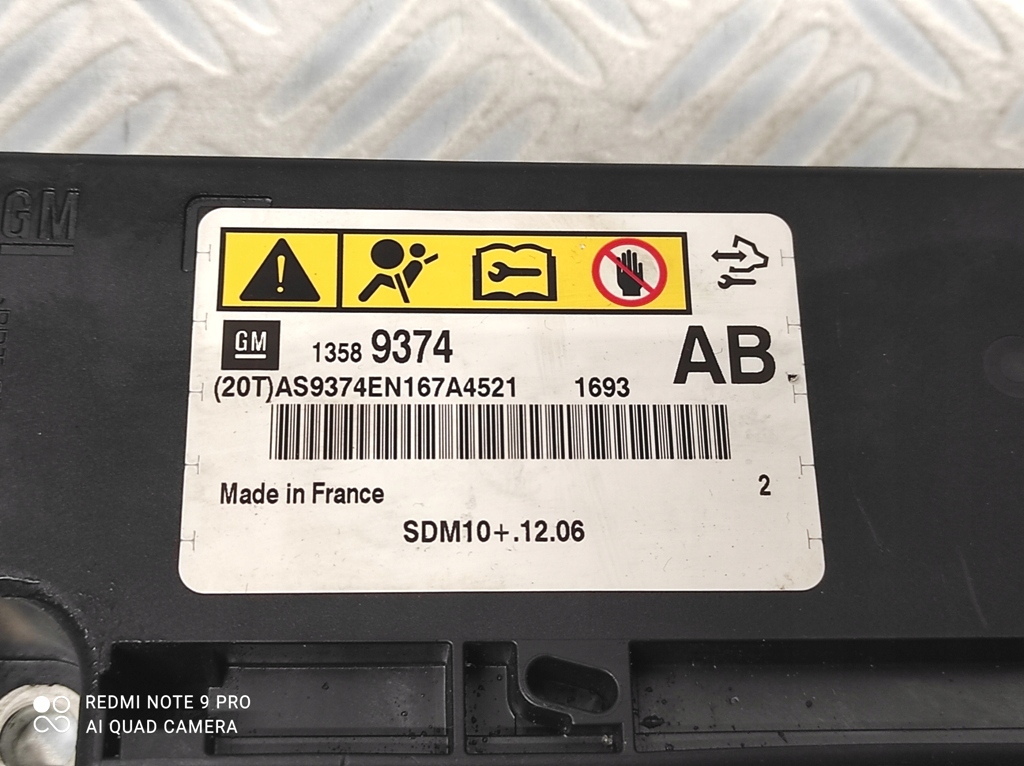 GM
GM
1358 9374
AB
(20T)AS9374EN167A4521 1693
Made in France
2
SDM10+.12.06
REDMI NOTE 9 PRO
AI QUAD CAMERA